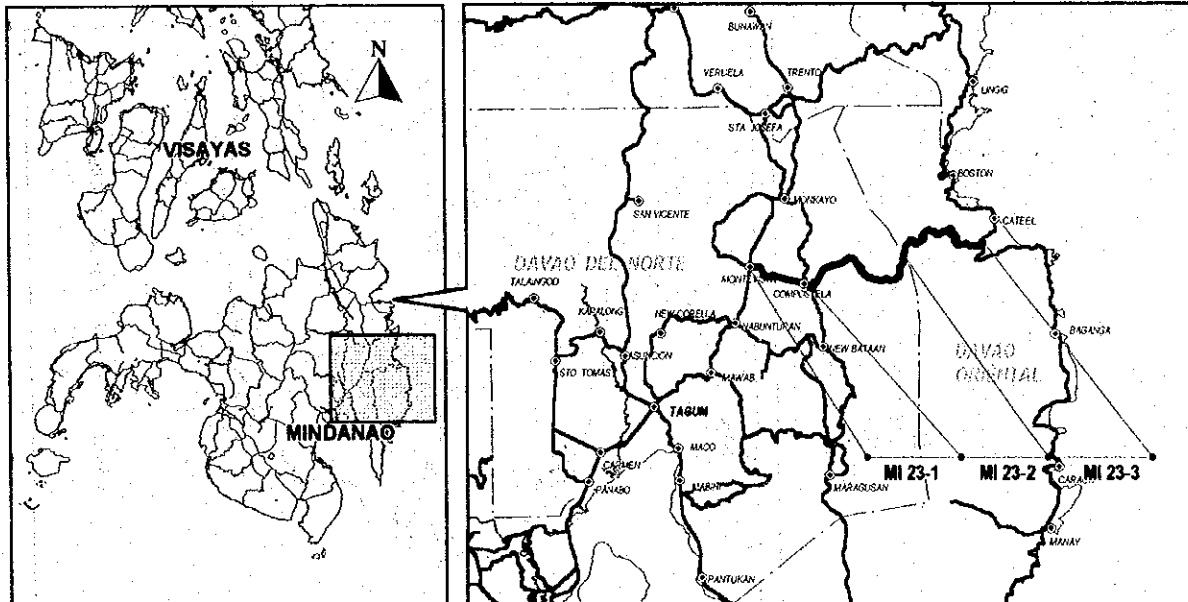 N
VISAYAS
MINDANAO
BUNAWAN
VERUELA
TRENTO
LINGIG
STA JOSEFA
BOSTON
SAN VICENTE
MONKAYO
CATEEL
DAVAO DEL NORTE
TALAINGOD
COMPOSTELA
KAPALONG
NEW CORELLA
NABUNTURAN
BAGANGA
ASUNCION
NEW BATAAN
DAVAO
ORIENTAL
STO TOMAS
MAWAB
TAGUM
MACO
CARMEN
MI 23-1
MI 23-2
MI 23-3
PANABO
MARAGUSAN
MANAY
PANTUKAN